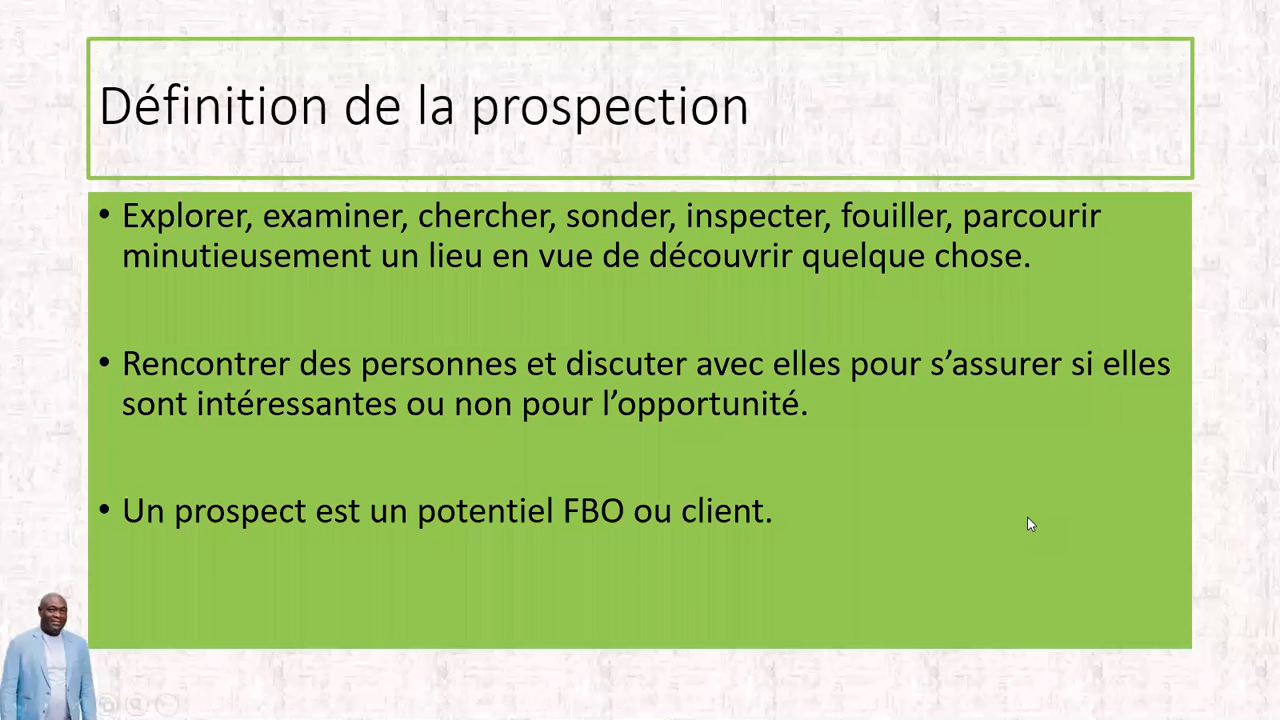 Définition de la prospection
• Explorer, examiner, chercher, sonder, inspecter, fouiller, parcourir
minutieusement un lieu en vue de découvrir quelque chose.
• Rencontrer des personnes et discuter avec elles pour s’assurer si elles
sont intéressantes ou non pour l’opportunité.
• Un prospect est un potentiel FBO ou client.